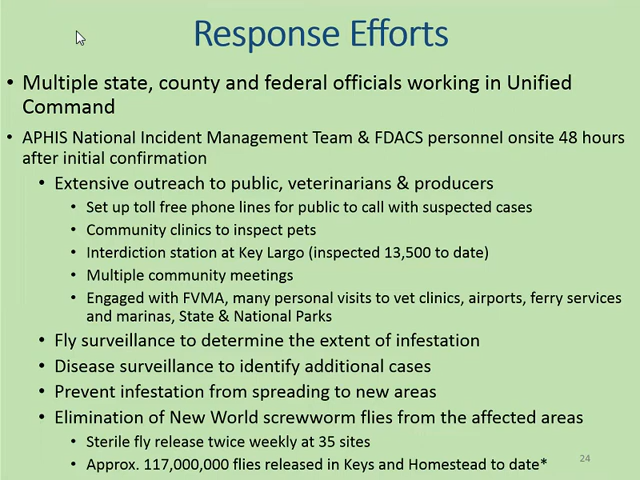 Response Efforts
• Multiple state, county and federal officials working in Unified
Command
• APHIS National Incident Management Team & FDACS personnel onsite 48 hours
after initial confirmation
• Extensive outreach to public, veterinarians & producers
• Set up toll free phone lines for public to call with suspected cases
• Community clinics to inspect pets
• Interdiction station at Key Largo (inspected 13,500 to date)
• Multiple community meetings
• Engaged with FVMA, many personal visits to vet clinics, airports, ferry services
and marinas, State & National Parks
• Fly surveillance to determine the extent of infestation
• Disease surveillance to identify additional cases
• Prevent infestation from spreading to new areas
• Elimination of New World screwworm flies from the affected areas
• Sterile fly release twice weekly at 35 sites
• Approx. 117,000,000 flies released in Keys and Homestead to date*
24